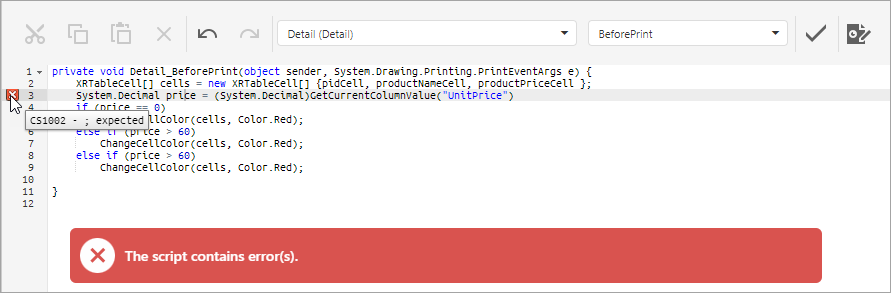 Detail (Detail)
BeforePrint
1 private void Detail_BeforePrint(object sender, System.Drawing.Printing.PrintEventArgs e) {
2 XRTableCell[] cells = new XRTableCell[] {pidCell, productNameCell, productPriceCell };
3 System.Decimal price = (System.Decimal)GetCurrentColumnValue("UnitPrice")
4 if (price == 0)
CS1002 - ; expected
CellColor(cells, Color.Red);
6 else if (price > 60)
7 ChangeCellColor(cells, Color.Red);
8 else if (price > 60)
9 ChangeCellColor(cells, Color.Red);
10
11 }
12
The script contains error(s).